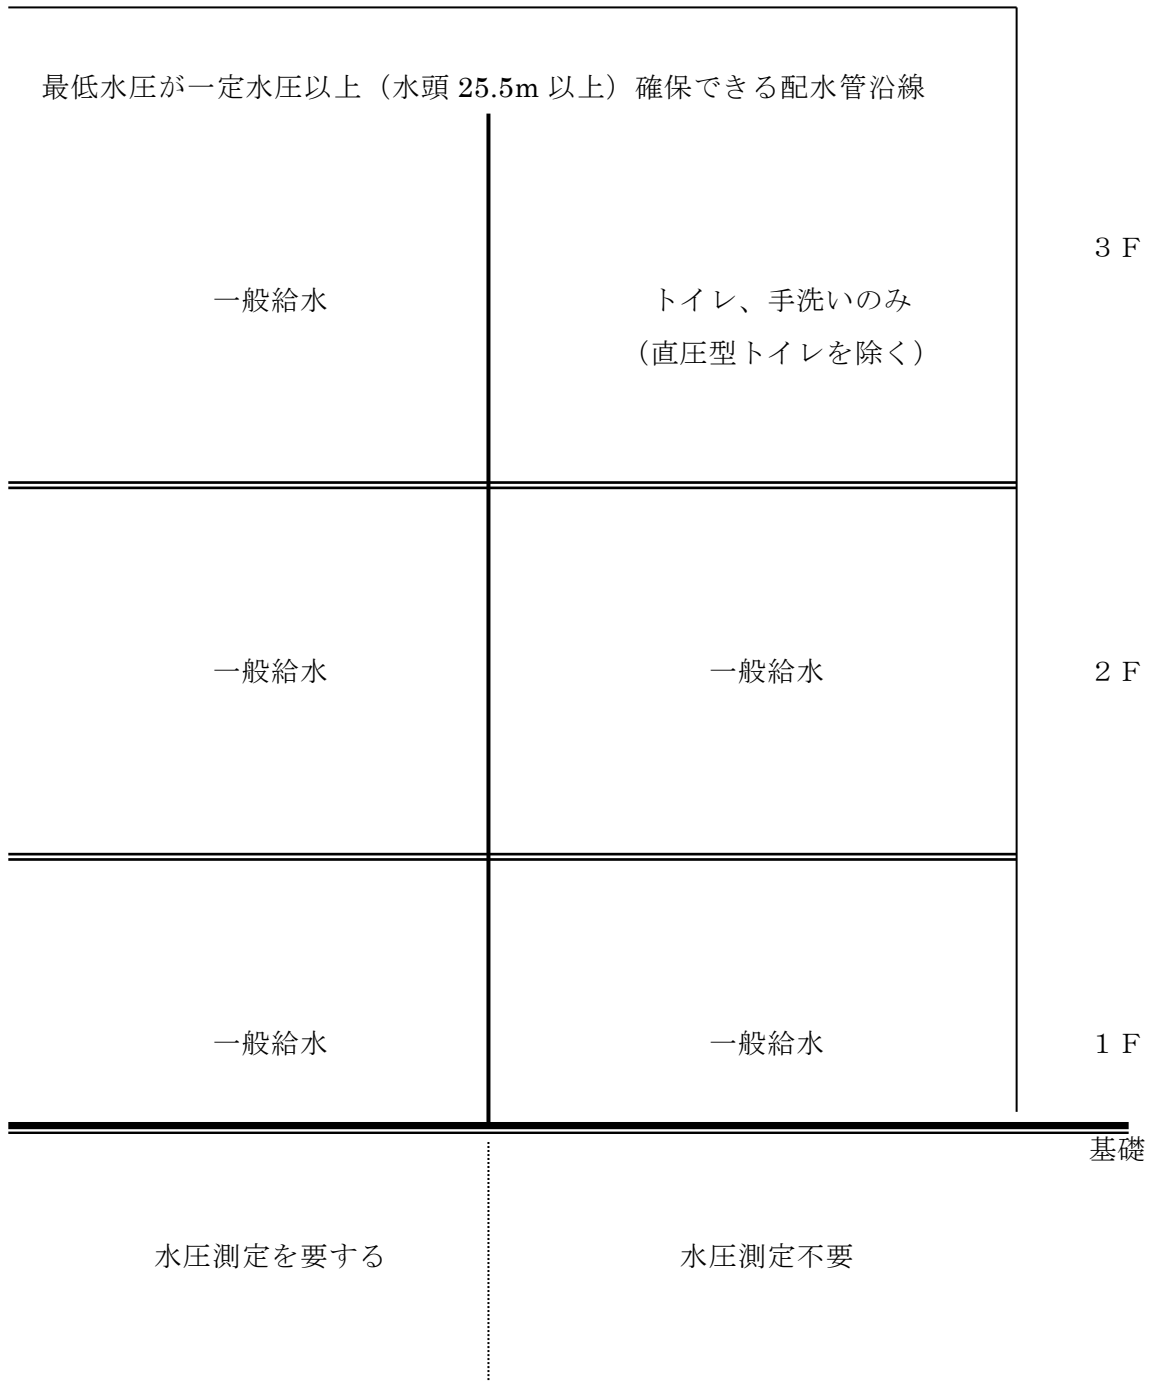 最低水圧が一定水圧以上（水頭 25.5m 以上）確保できる配水管沿線
３Ｆ
一般給水
トイレ、手洗いのみ
（直圧型トイレを除く）
一般給水
一般給水
２Ｆ
一般給水
一般給水
１Ｆ
基礎
水圧測定を要する
水圧測定不要